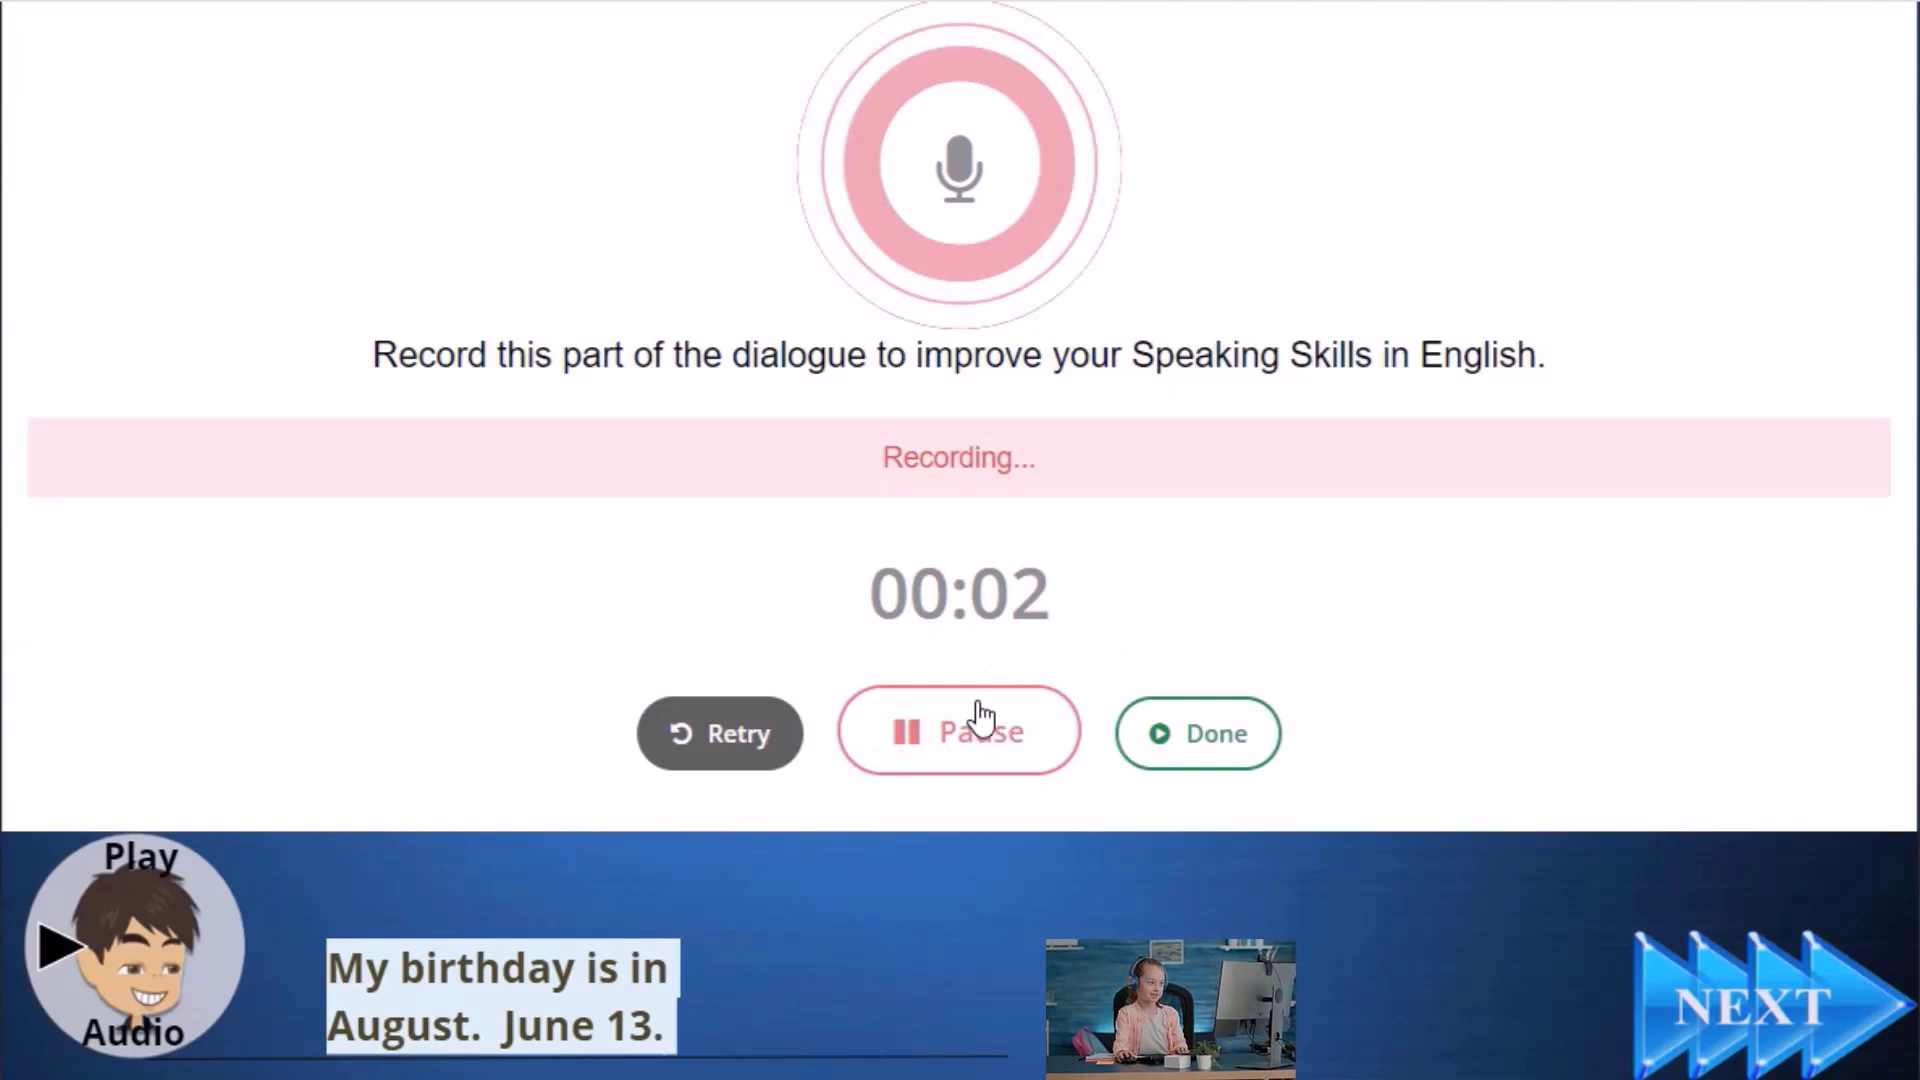 Record this part of the dialogue to improve your Speaking Skills in English.
Recording...
00:02
Retry
Pause
Done
Play
Audio
My birthday is in
August.  June 13.
NEXT